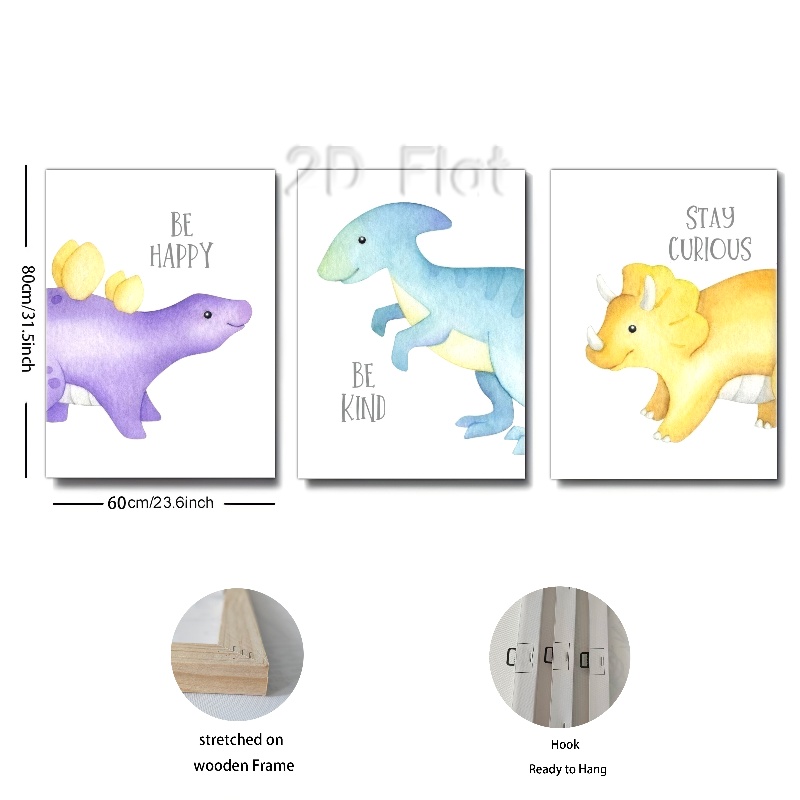 2D Flat
BE
HAPPY
BE
KIND
STAY
CURIOUS
80cm/31.5inch
60cm/23.6inch
stretched on
wooden Frame
Hook
Ready to Hang